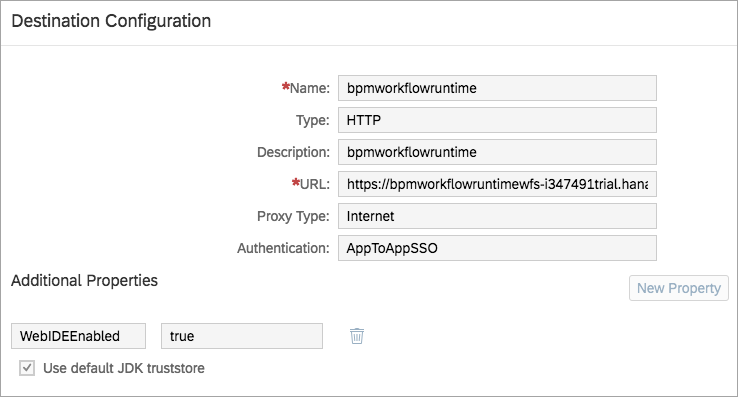 Destination Configuration
*Name: bpmworkflowruntime
Type: HTTP
Description: bpmworkflowruntime
*URL: https://bpmworkflowruntimewfs-i347491trial.hana
Proxy Type: Internet
Authentication: AppToAppSSO
Additional Properties
New Property
WebIDEEnabled true
Use default JDK truststore